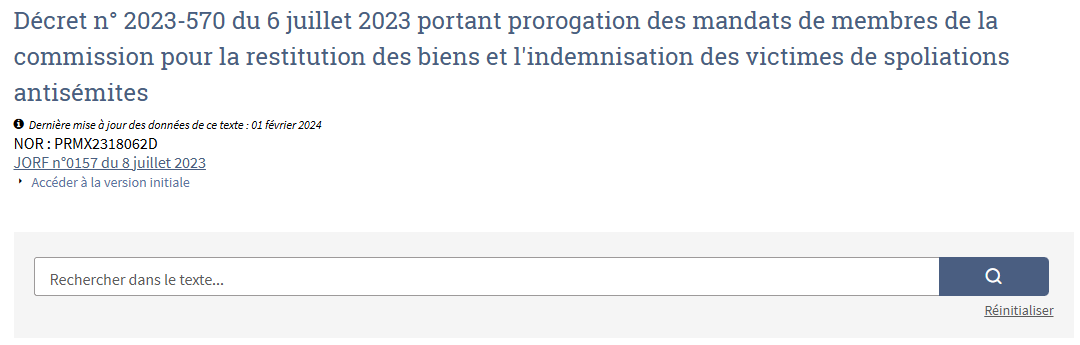 Décret n° 2023-570 du 6 juillet 2023 portant prorogation des mandats de membres de la
commission pour la restitution des biens et l'indemnisation des victimes de spoliations
antisémites
Dernière mise à jour des données de ce texte : 01 février 2024
NOR : PRMX2318062D
JORF n°0157 du 8 juillet 2023
Accéder à la version initiale
Rechercher dans le texte...
Réinitialiser